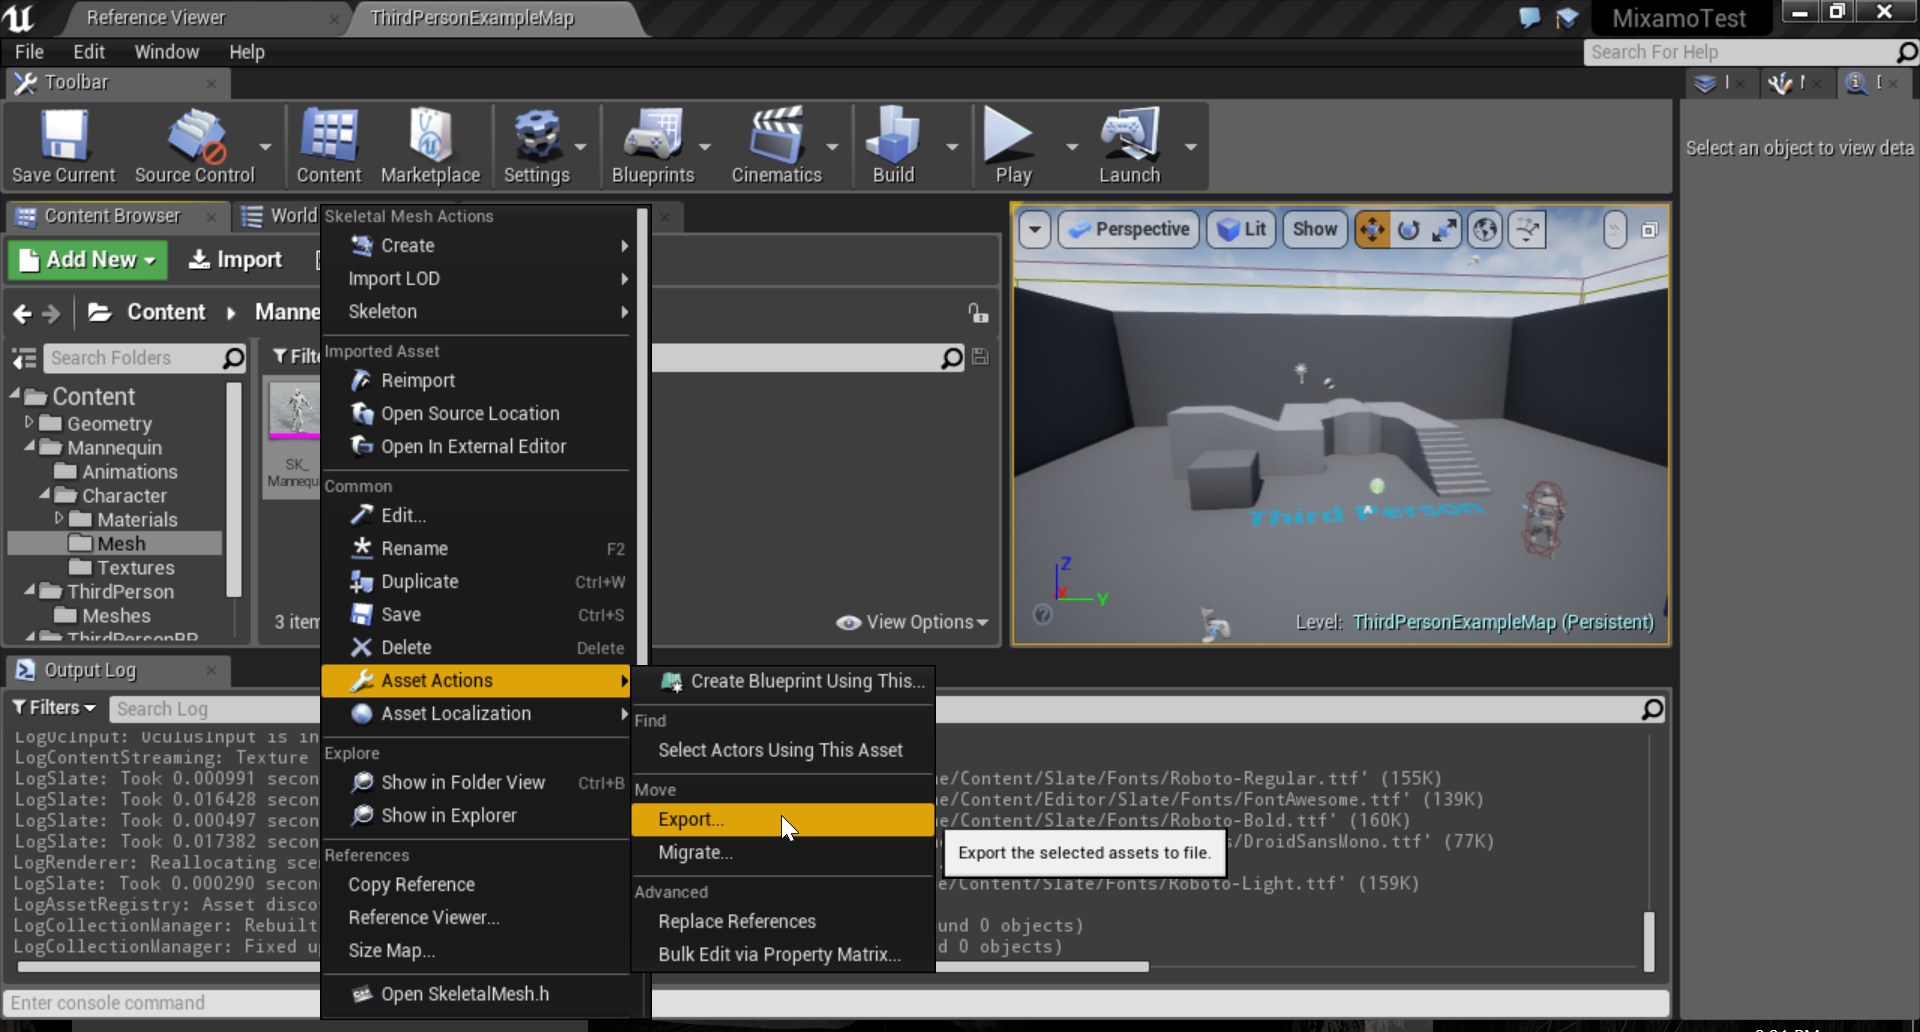 Reference Viewer
ThirdPersonExampleMap
MixamoTest
File Edit Window Help
Search For Help
Toolbar
Save Current
Source Control
Content
Marketplace
Settings
Blueprints
Cinematics
Build
Play
Launch
Select an object to view deta
Content Browser
World
Add New
Import
Content
Manne
Search Folders
Filte
Content
Geometry
Mannequin
Animations
Character
Materials
Mesh
Textures
ThirdPerson
Meshes
ThirdPersonBP
SK_
Mannequ
3 item
View Options
Skeletal Mesh Actions
Create
Import LOD
Skeleton
Imported Asset
Reimport
Open Source Location
Open In External Editor
Common
Edit...
Rename F2
Duplicate Ctrl+W
Save Ctrl+S
Delete Delete
Asset Actions
Asset Localization
Explore
Show in Folder View Ctrl+B
Show in Explorer
References
Copy Reference
Reference Viewer...
Size Map...
Open SkeletalMesh.h
Create Blueprint Using This...
Find
Select Actors Using This Asset
Move
Export...
Migrate...
Advanced
Replace References
Bulk Edit via Property Matrix...
Export the selected assets to file.
Perspective
Lit
Show
Third Person
Z
X
Y
Level: ThirdPersonExampleMap (Persistent)
Output Log
Filters
Search Log
LogUcInput: OculusInput is in
LogContentStreaming: Texture
LogSlate: Took 0.000991 secon
e/Content/Slate/Fonts/Roboto-Regular.ttf' (155K)
LogSlate: Took 0.016428 secon
e/Content/Editor/Slate/Fonts/FontAwesome.ttf' (139K)
LogSlate: Took 0.000497 secon
e/Content/Slate/Fonts/Roboto-Bold.ttf' (160K)
LogSlate: Took 0.017382 secon
s/DroidSansMono.ttf' (77K)
LogRenderer: Reallocating sce
LogSlate: Took 0.000290 secon
e/Content/Slate/Fonts/Roboto-Light.ttf' (159K)
LogAssetRegistry: Asset disco
LogCollectionManager: Rebuilt
und 0 objects)
LogCollectionManager: Fixed u
d 0 objects)
Enter console command